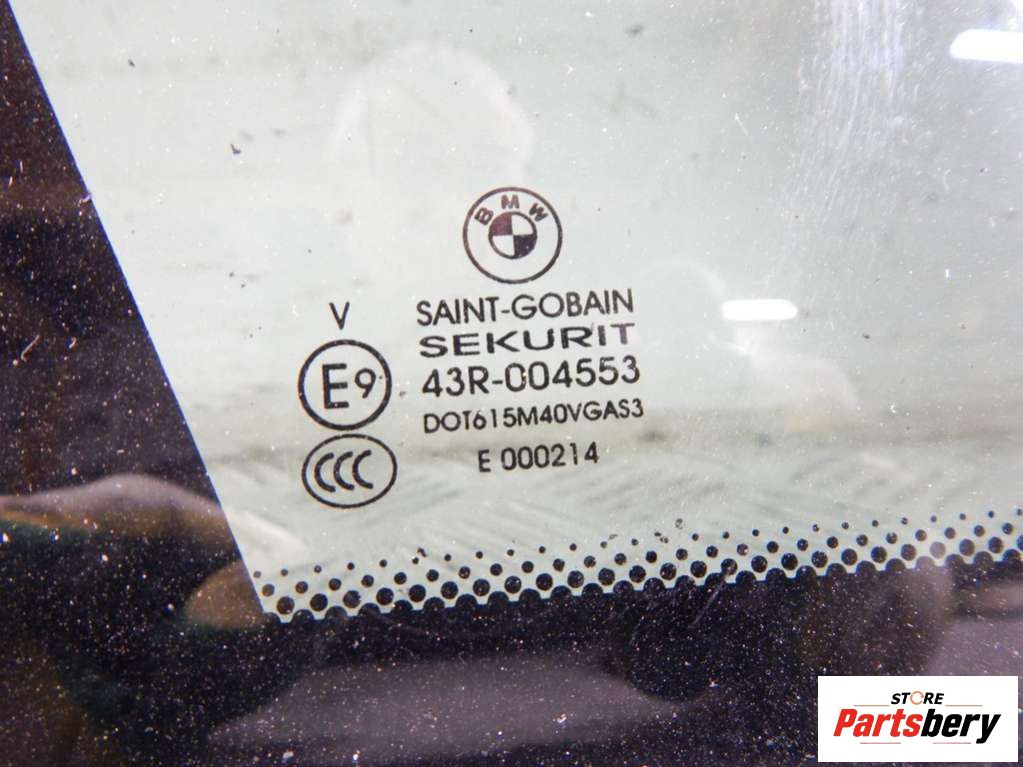 BMW
V
SAINT-GOBAIN
SEKURIT
E9
43R-004553
DOT615M40VGAS3
CCC
E 000214
STORE
Partsbery